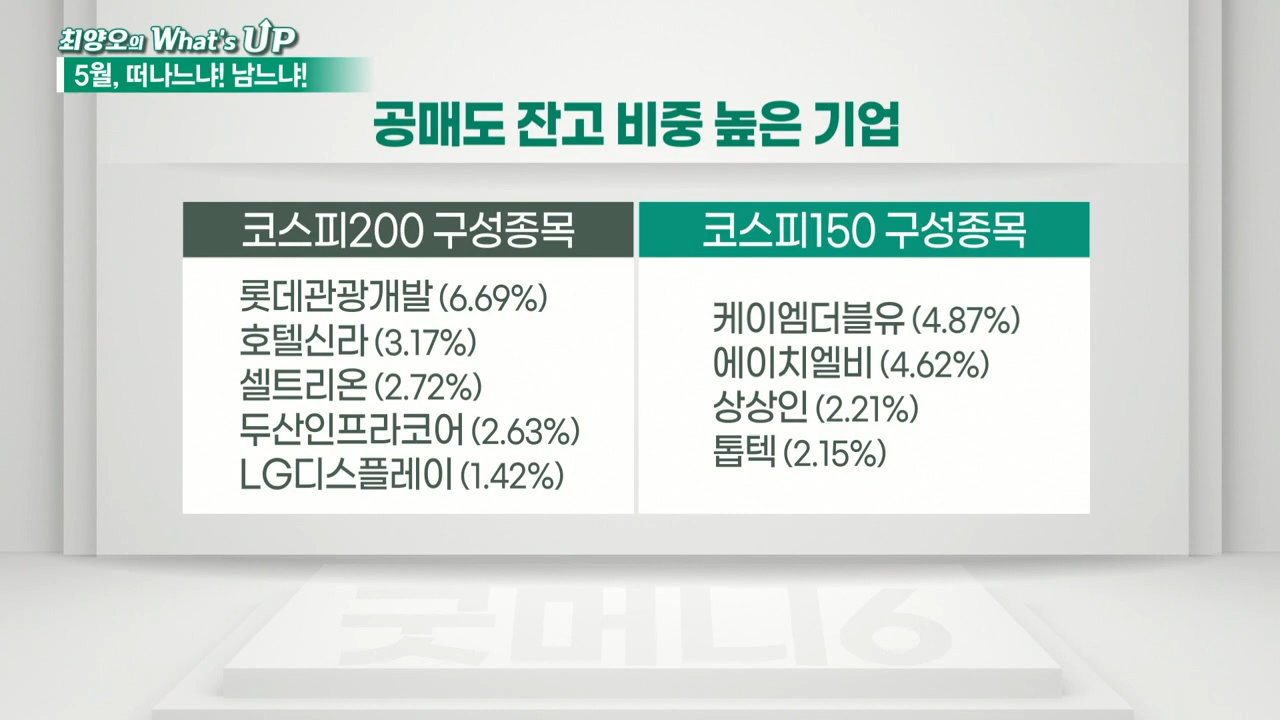 최양오의 What's UP
5월, 떠나느냐! 남느냐!
공매도 잔고 비중 높은 기업
코스피200 구성종목
롯데관광개발 (6.69%)
호텔신라 (3.17%)
셀트리온 (2.72%)
두산인프라코어 (2.63%)
LG디스플레이 (1.42%)
코스피150 구성종목
케이엠더블유 (4.87%)
에이치엘비 (4.62%)
상상인 (2.21%)
톱텍 (2.15%)
굿머니6